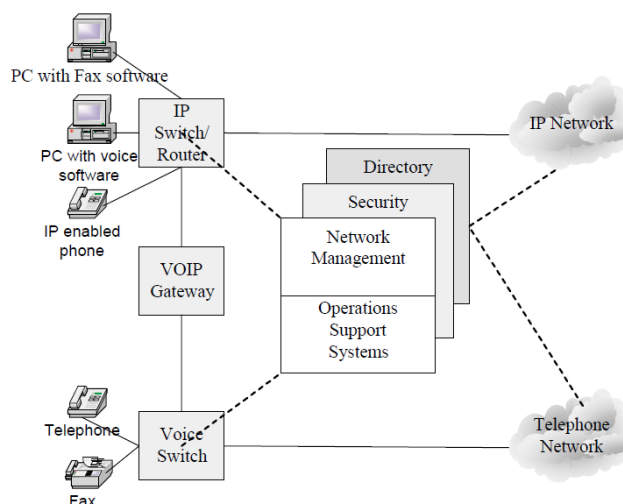 PC with Fax software
IP
Switch/
Router
PC with voice
software
IP enabled
phone
VOIP
Gateway
Telephone
Fax
Voice
Switch
Directory
Security
Network
Management
Operations
Support
Systems
IP Network
Telephone
Network